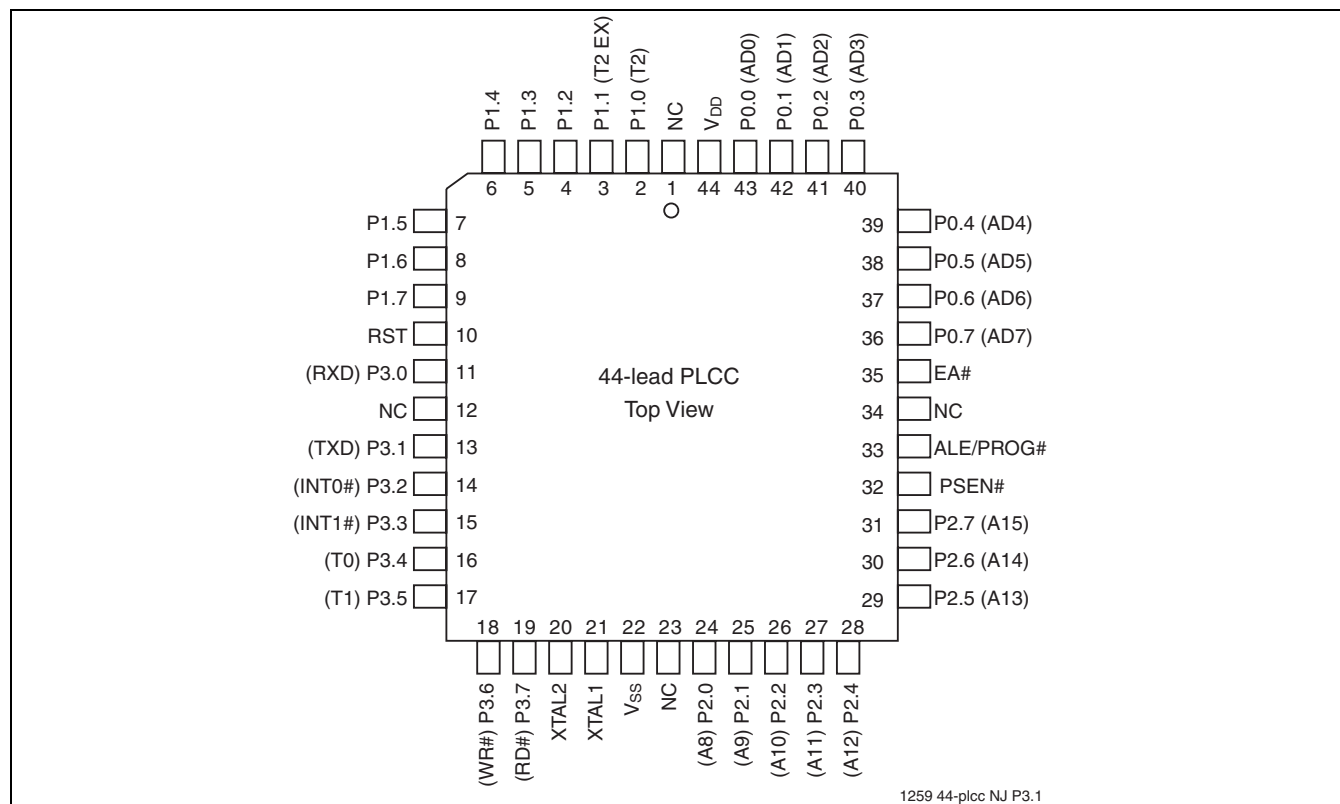 P1.4
P1.3
P1.2
P1.1 (T2 EX)
P1.0 (T2)
NC
VDD
P0.0 (AD0)
P0.1 (AD1)
P0.2 (AD2)
P0.3 (AD3)
6 5 4 3 2 1 44 43 42 41 40
P1.5 7
P1.6 8
P1.7 9
RST 10
(RXD) P3.0 11
NC 12
(TXD) P3.1 13
(INT0#) P3.2 14
(INT1#) P3.3 15
(T0) P3.4 16
(T1) P3.5 17
44-lead PLCC
Top View
39 P0.4 (AD4)
38 P0.5 (AD5)
37 P0.6 (AD6)
36 P0.7 (AD7)
35 EA#
34 NC
33 ALE/PROG#
32 PSEN#
31 P2.7 (A15)
30 P2.6 (A14)
29 P2.5 (A13)
18 19 20 21 22 23 24 25 26 27 28
(WR#) P3.6
(RD#) P3.7
XTAL2
XTAL1
VSS
NC
(A8) P2.0
(A9) P2.1
(A10) P2.2
(A11) P2.3
(A12) P2.4
1259 44-plcc NJ P3.1